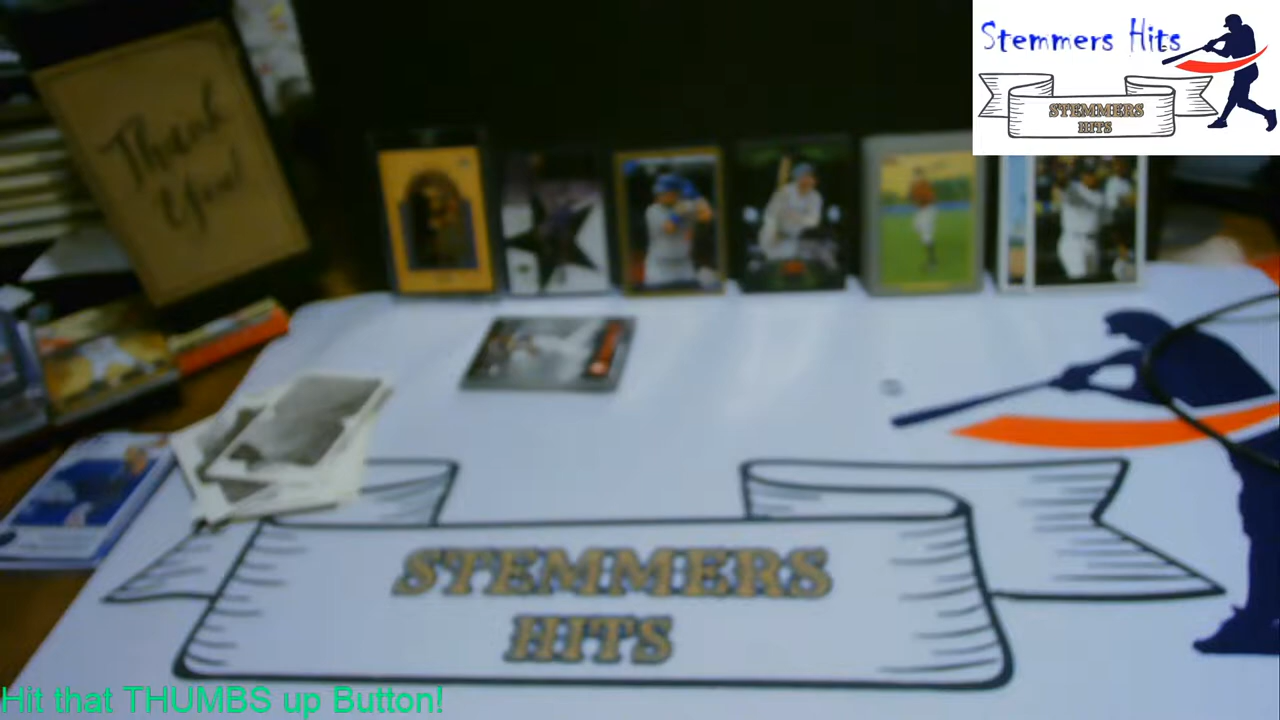 Stemmers Hits
STEMMERS
HITS
Thank
You!
STEMMERS
HITS
Hit that THUMBS up Button!